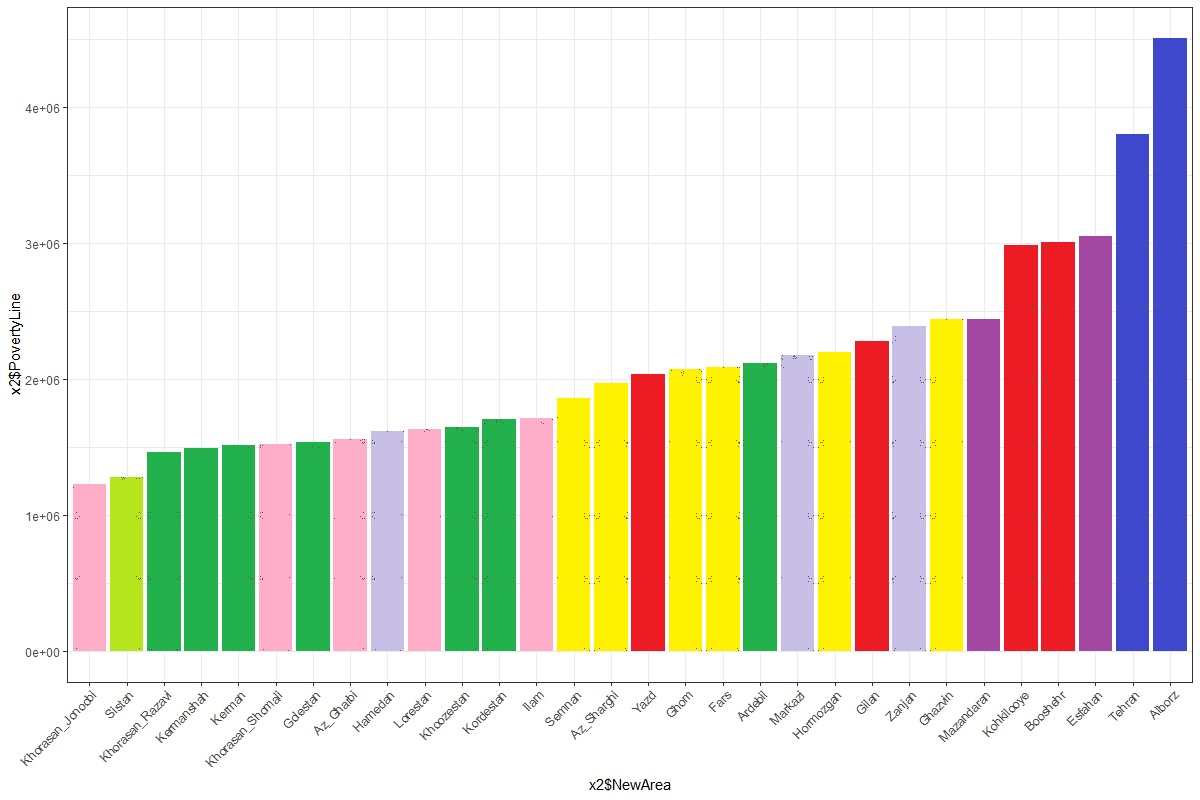 x2$PovertyLine
4e+06
3e+06
2e+06
1e+06
0e+00
Khorasan_Jonoobi
Sistan
Khorasan_Razavi
Kermanshah
Kerman
Khorasan_Shomali
Golestan
Az_Gharbi
Hamedan
Lorestan
Khoozestan
Kordestan
Ilam
Semnan
Az_Sharghi
Yazd
Ghom
Fars
Ardebil
Markazi
Hormozgan
Gilan
Zanjan
Ghazvin
Mazandaran
Kohkilooye
Booshehr
Esfahan
Tehran
Alborz
x2$NewArea